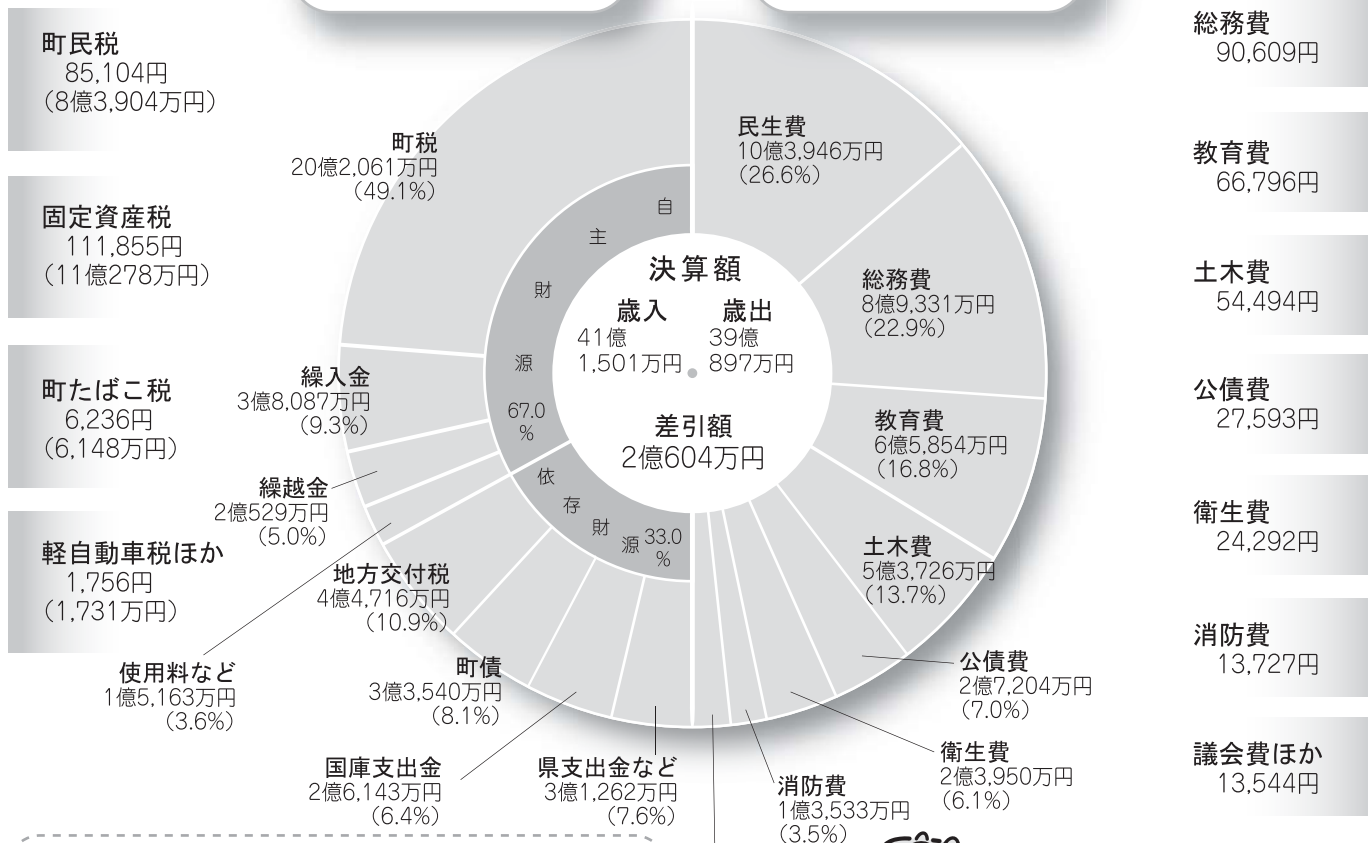 町民税
85,104円
（8億3,904万円）
固定資産税
111,855円
（11億278万円）
町たばこ税
6,236円
（6,148万円）
軽自動車税ほか
1,756円
（1,731万円）
町税
20億2,061万円
（49.1%）
繰入金
3億8,087万円
（9.3%）
繰越金
2億529万円
（5.0%）
使用料など
1億5,163万円
（3.6%）
地方交付税
4億4,716万円
（10.9%）
町債
3億3,540万円
（8.1%）
国庫支出金
2億6,143万円
（6.4%）
県支出金など
3億1,262万円
（7.6%）
自主財源
67.0
%
依存財源
33.0
%
決算額
歳入
41億
1,501万円
歳出
39億
897万円
差引額
2億604万円
民生費
10億3,946万円
（26.6%）
総務費
8億9,331万円
（22.9%）
教育費
6億5,854万円
（16.8%）
土木費
5億3,726万円
（13.7%）
公債費
2億7,204万円
（7.0%）
衛生費
2億3,950万円
（6.1%）
消防費
1億3,533万円
（3.5%）
総務費
90,609円
教育費
66,796円
土木費
54,494円
公債費
27,593円
衛生費
24,292円
消防費
13,727円
議会費ほか
13,544円